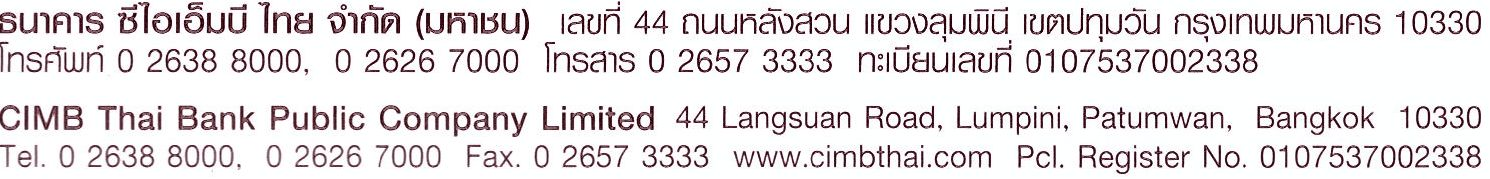 ธนาคาร ซีไอเอ็มบี ไทย จำกัด (มหาชน) เลขที่ 44 ถนนหลังสวน แขวงลุมพินี เขตปทุมวัน กรุงเทพมหานคร 10330
โทรศัพท์ 0 2638 8000, 0 2626 7000 โทรสาร 0 2657 3333 ทะเบียนเลขที่ 0107537002338
CIMB Thai Bank Public Company Limited 44 Langsuan Road, Lumpini, Patumwan, Bangkok 10330
Tel. 0 2638 8000, 0 2626 7000 Fax. 0 2657 3333 www.cimbthai.com Pcl. Register No. 0107537002338